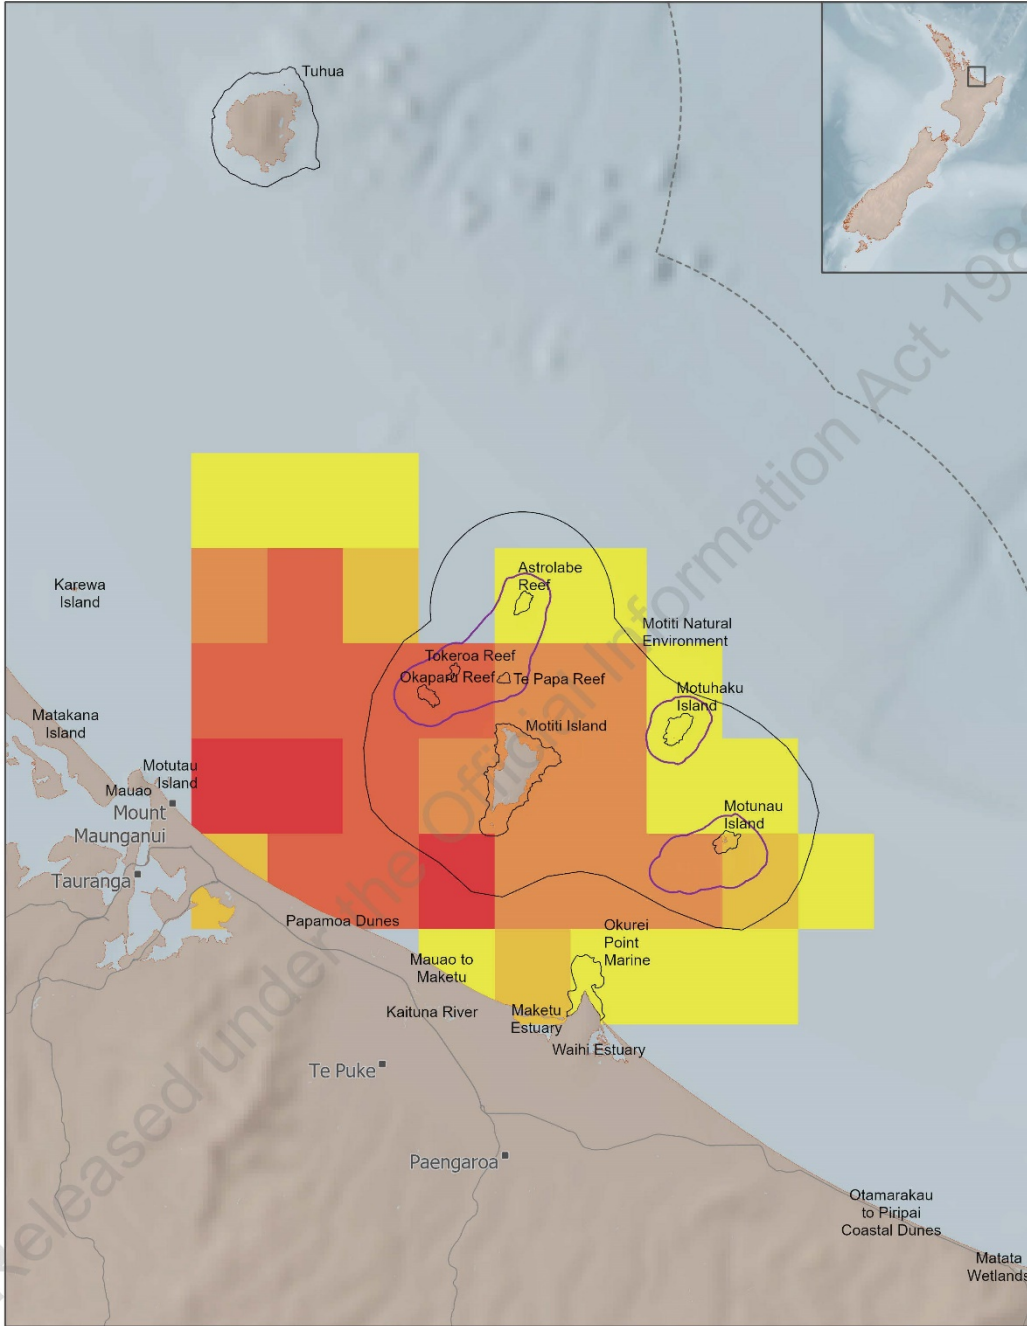 Tuhua
Karewa
Island
Astrolabe
Reef
Motiti Natural
Environment
Tokeroa Reef
Okaparu Reef
Te Papa Reef
Motuhaku
Island
Matakana
Island
Motiti Island
Motutau
Island
Mauao
Mount
Maunganui
Motunau
Island
Tauranga
Papamoa Dunes
Okurei
Point
Marine
Mauao to
Maketu
Kaituna River
Maketu
Estuary
Waihi Estuary
Te Puke
Paengaroa
Otamarakau
to Piripai
Coastal Dunes
Matata
Wetlands
Released under the Official Information Act 198